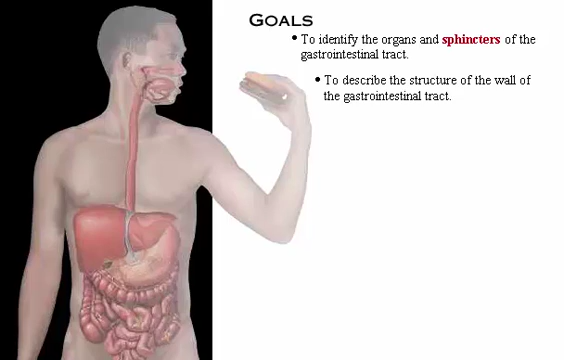 GOALS
• To identify the organs and sphincters of the
gastrointestinal tract.
• To describe the structure of the wall of
the gastrointestinal tract.